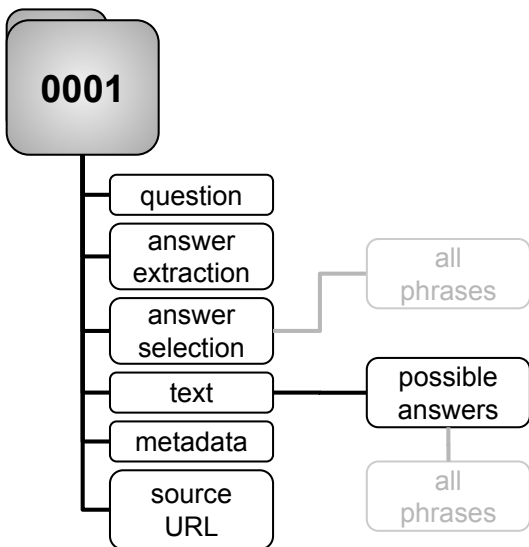 0001
question
answer
extraction
answer
selection
text
metadata
source
URL
all
phrases
possible
answers
all
phrases